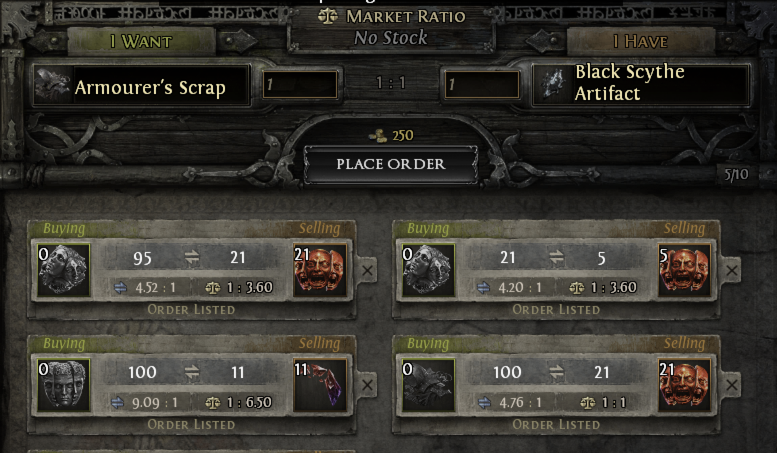 MARKET RATIO
I WANT
No Stock
I HAVE
Armourer's Scrap
1
1 : 1
1
Black Scythe
Artifact
250
PLACE ORDER
5/10
Buying Selling
0 95 21 21
4.52 : 1 1 : 3.60
ORDER LISTED
Buying Selling
0 21 5 5
4.20 : 1 1 : 3.60
ORDER LISTED
Buying Selling
0 100 11 11
9.09 : 1 1 : 6.50
ORDER LISTED
Buying Selling
0 100 21 21
4.76 : 1 1 : 1
ORDER LISTED